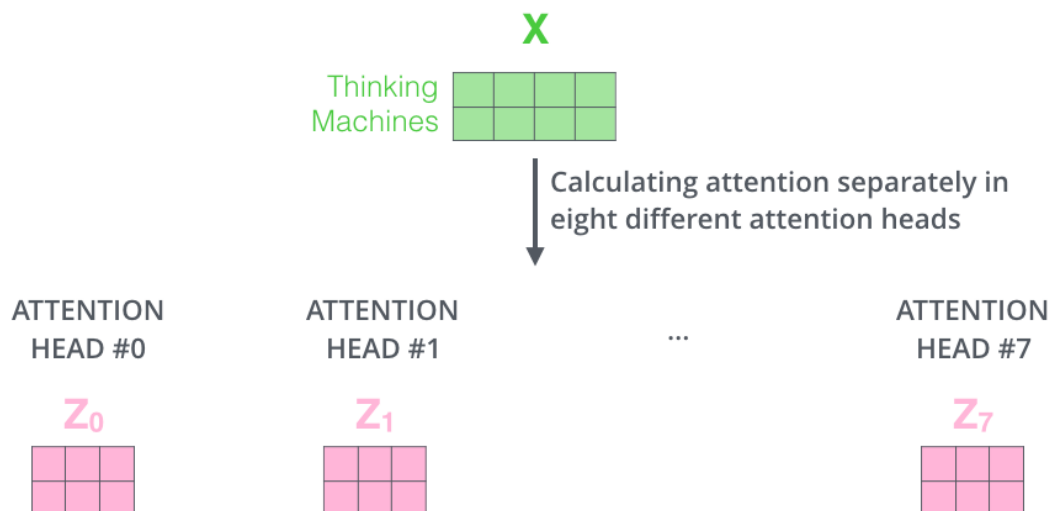 X
Thinking
Machines
Calculating attention separately in
eight different attention heads
ATTENTION
HEAD #0
ATTENTION
HEAD #1
...
ATTENTION
HEAD #7
Z₀
Z₁
Z₇